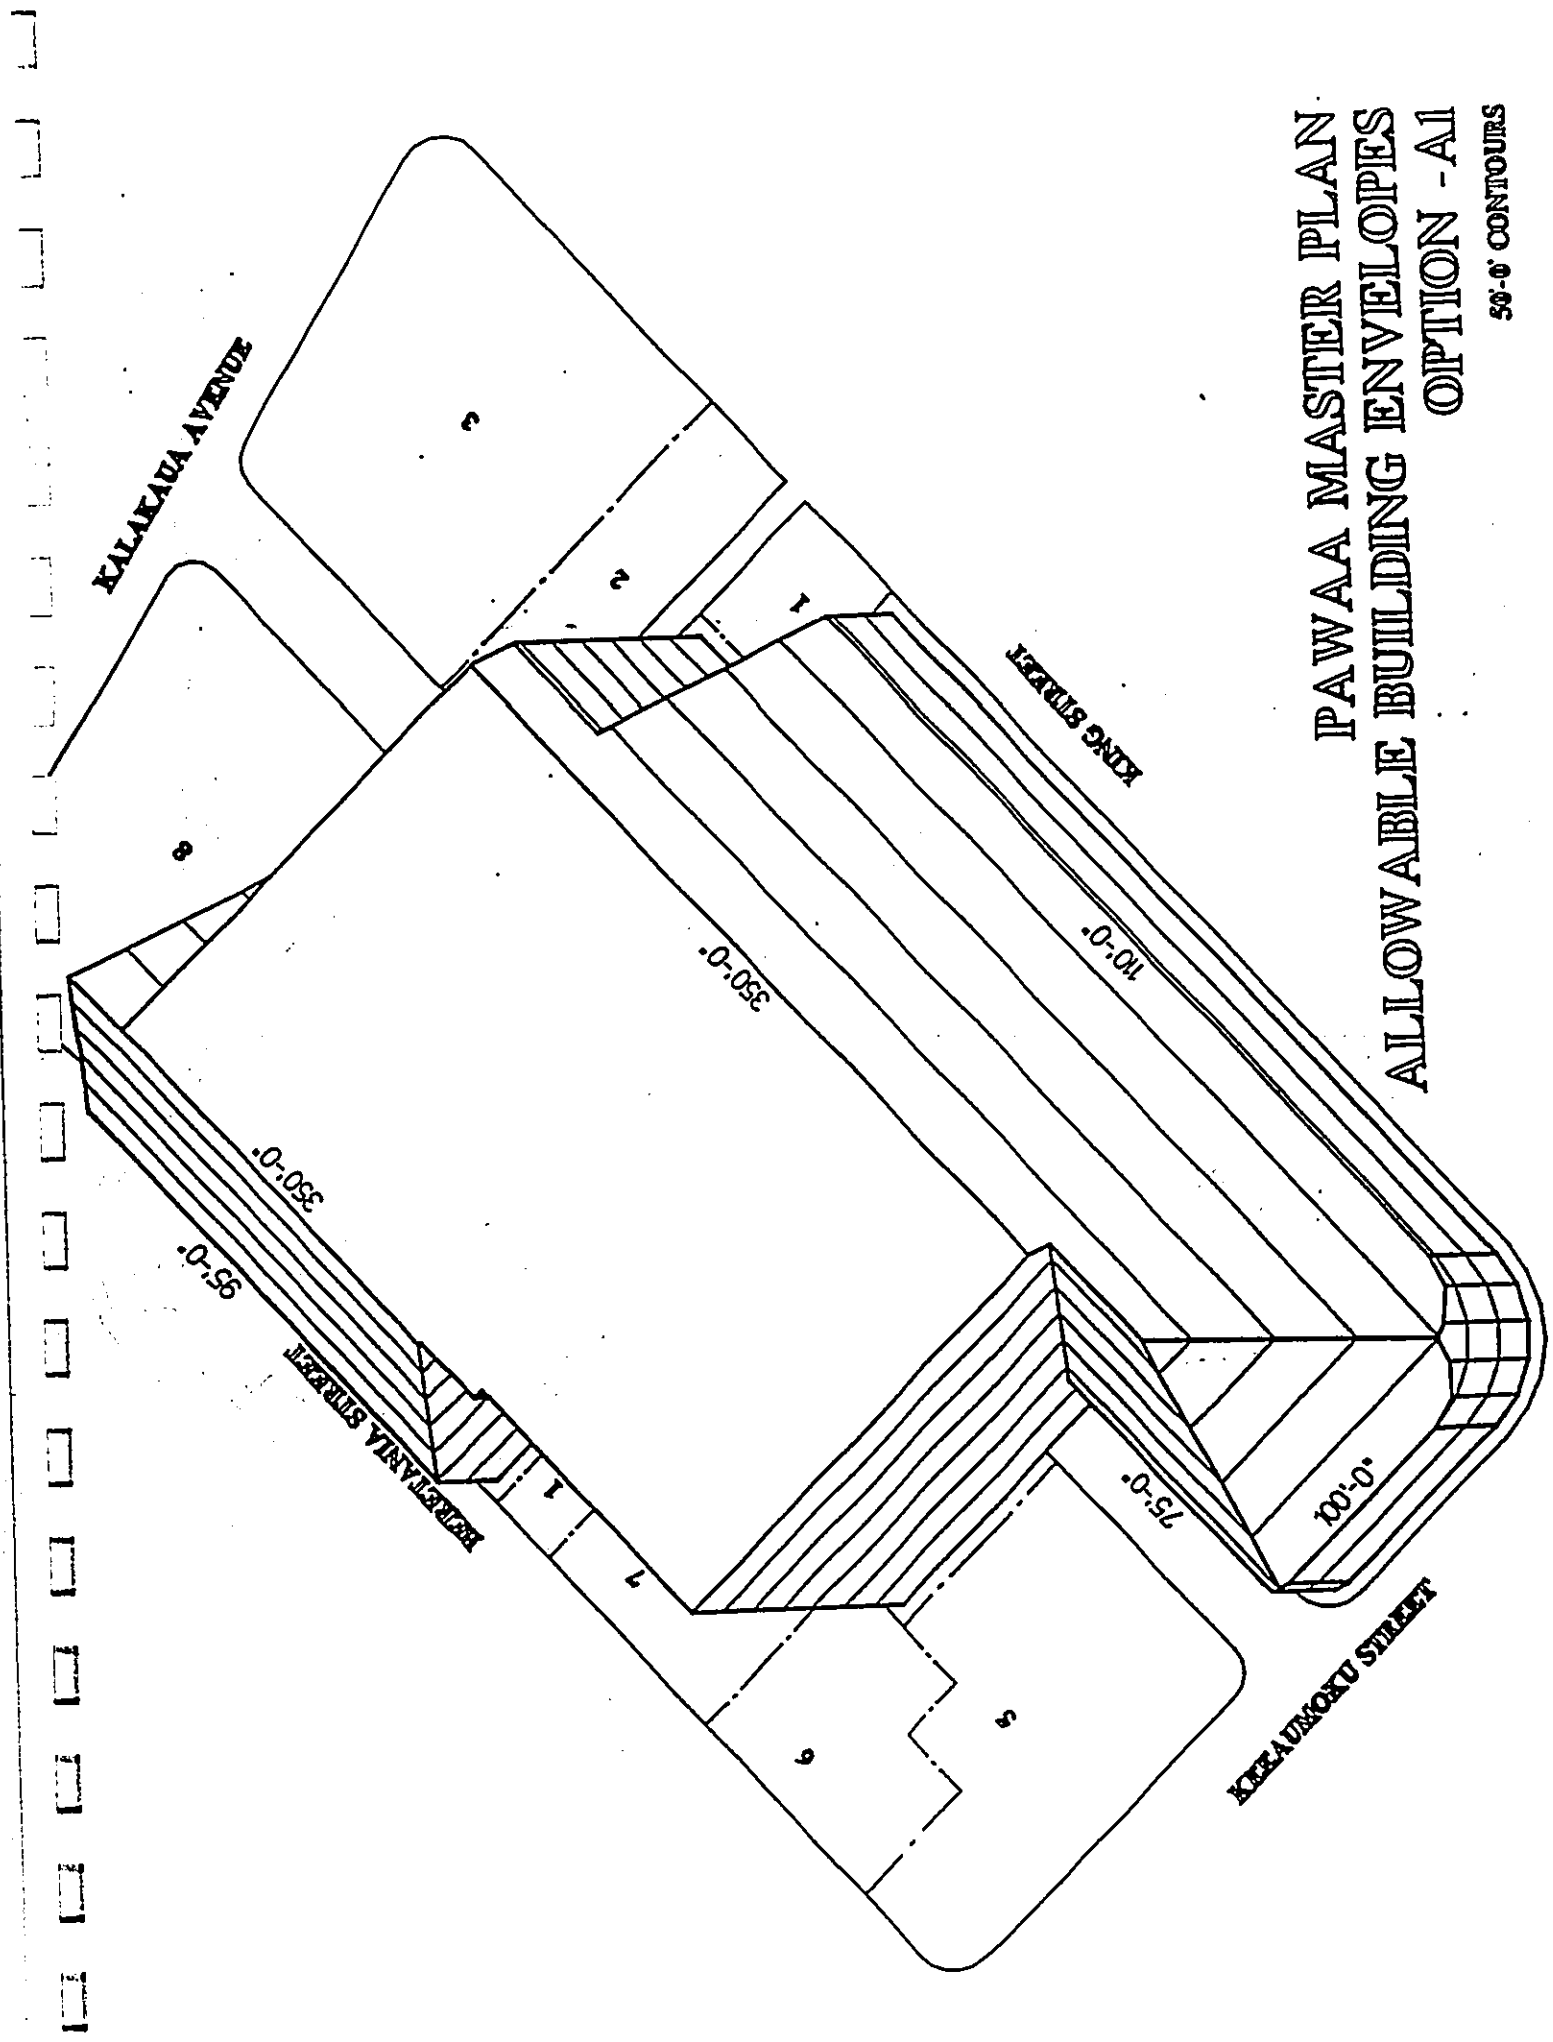 PAWAA MASTER PLAN
ALLOWABLE BUILDING ENVELOPES
OPTION -A1
50'-0" CONTOURS
KALAKAUA AVENUE
KING STREET
BERETANIA STREET
KEEAUMOKU STREET
3
2
1
8
350'-0"
110'-0"
350'-0"
95'-0"
1
7
75'-0"
100'-0"
6
5